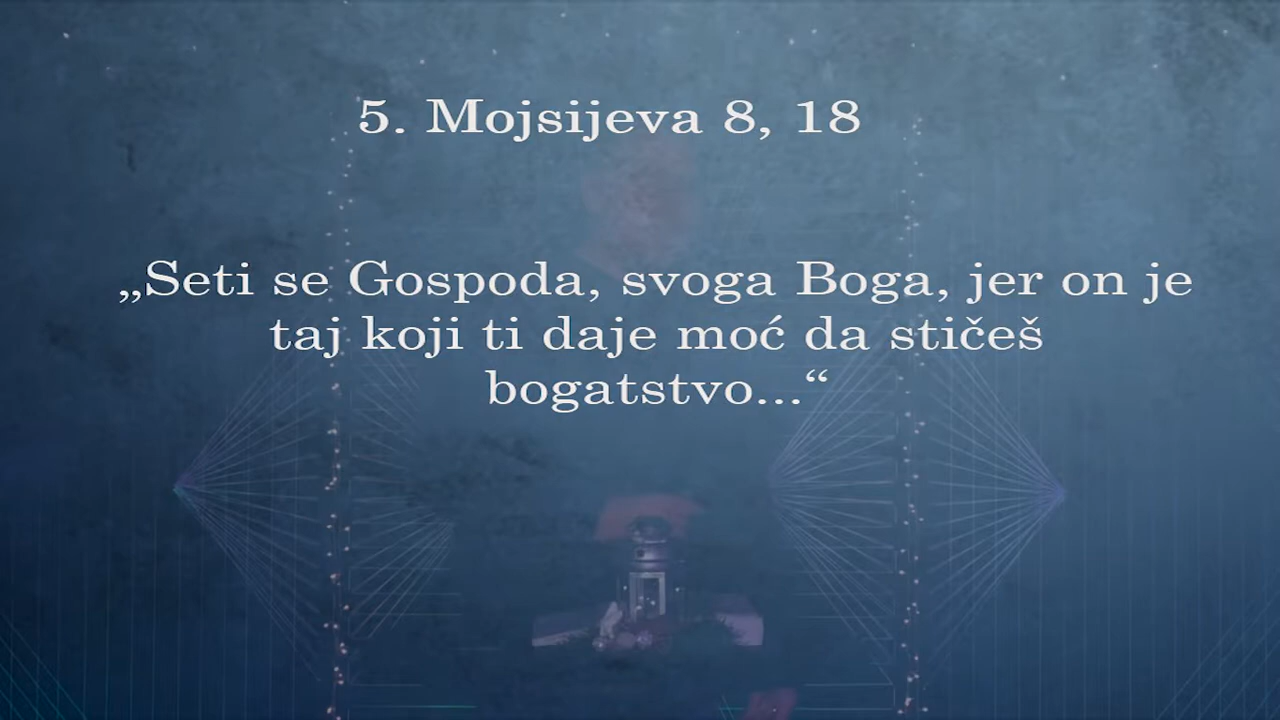 5. Mojsijeva 8, 18
„Seti se Gospoda, svoga Boga, jer on je
taj koji ti daje moć da stičeš
bogatstvo...“